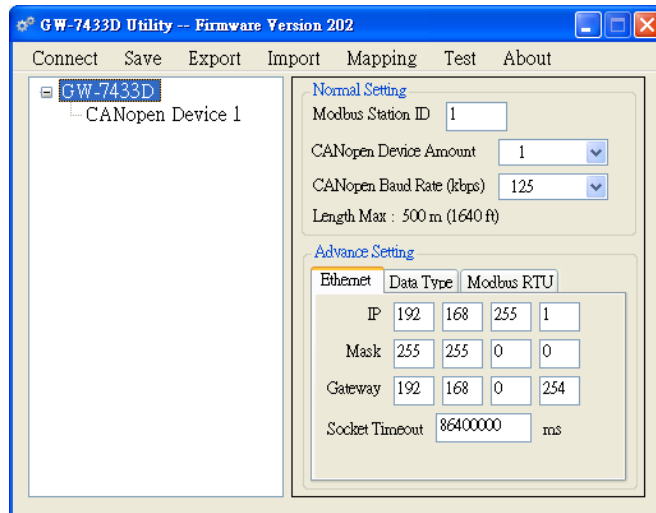 GW-7433D Utility -- Firmware Version 202
Connect Save Export Import Mapping Test About
GW-7433D
CANopen Device 1
Normal Setting
Modbus Station ID 1
CANopen Device Amount 1
CANopen Baud Rate (kbps) 125
Length Max : 500 m (1640 ft)
Advance Setting
Ethernet Data Type Modbus RTU
IP 192 168 255 1
Mask 255 255 0 0
Gateway 192 168 0 254
Socket Timeout 86400000 ms